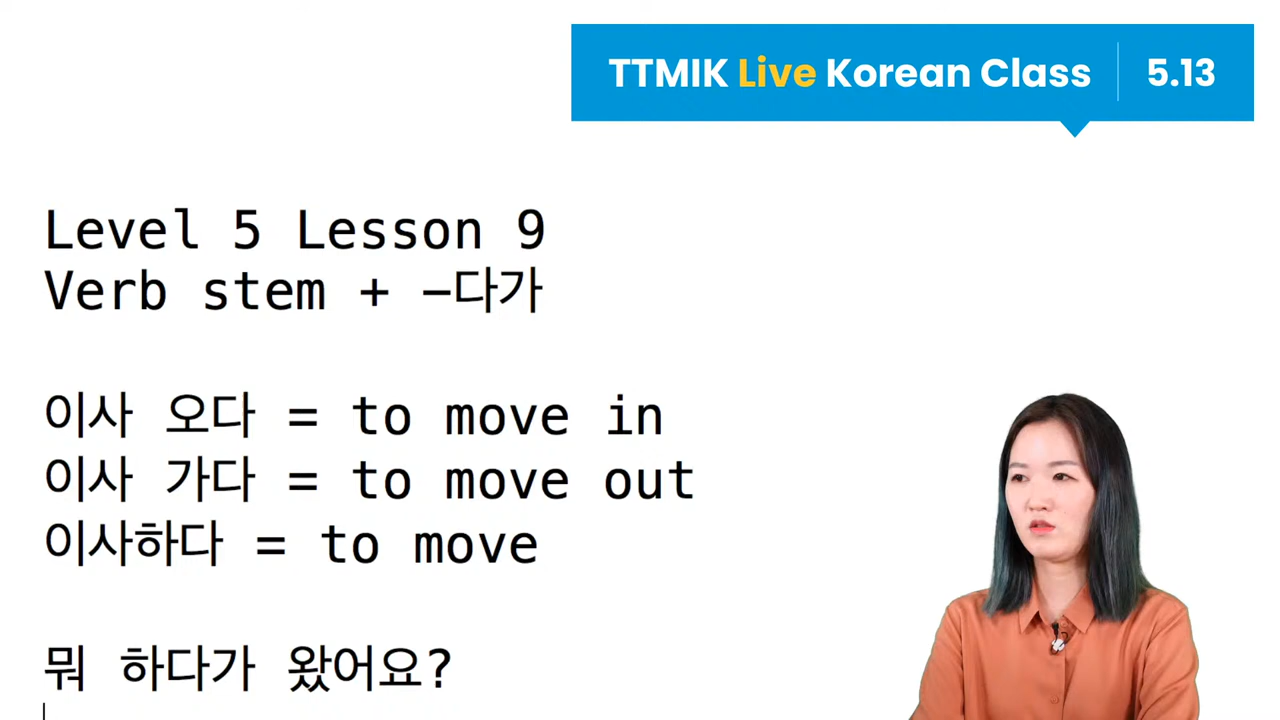 TTMIK Live Korean Class 5.13
Level 5 Lesson 9
Verb stem + -다가
이사 오다 = to move in
이사 가다 = to move out
이사하다 = to move
뭐 하다가 왔어요?